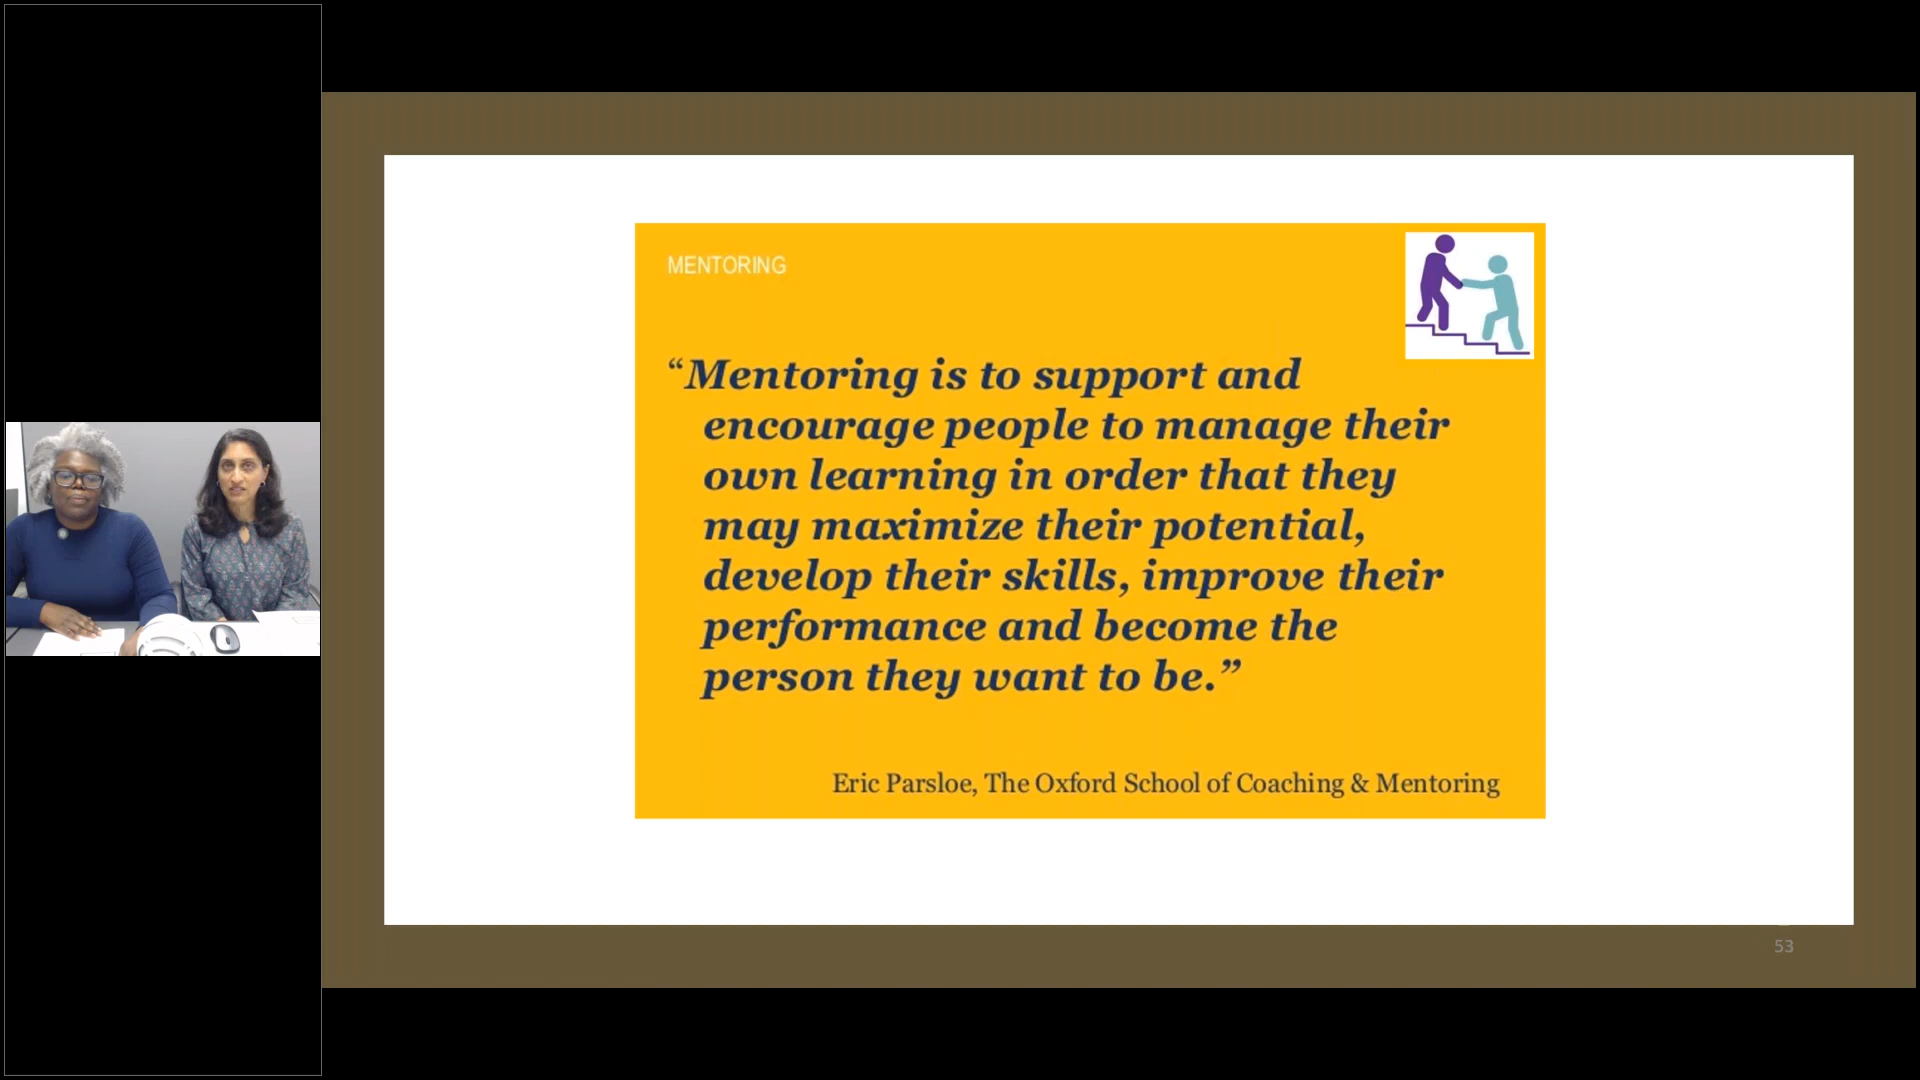 MENTORING
“Mentoring is to support and
encourage people to manage their
own learning in order that they
may maximize their potential,
develop their skills, improve their
performance and become the
person they want to be.”
Eric Parsloe, The Oxford School of Coaching & Mentoring
53